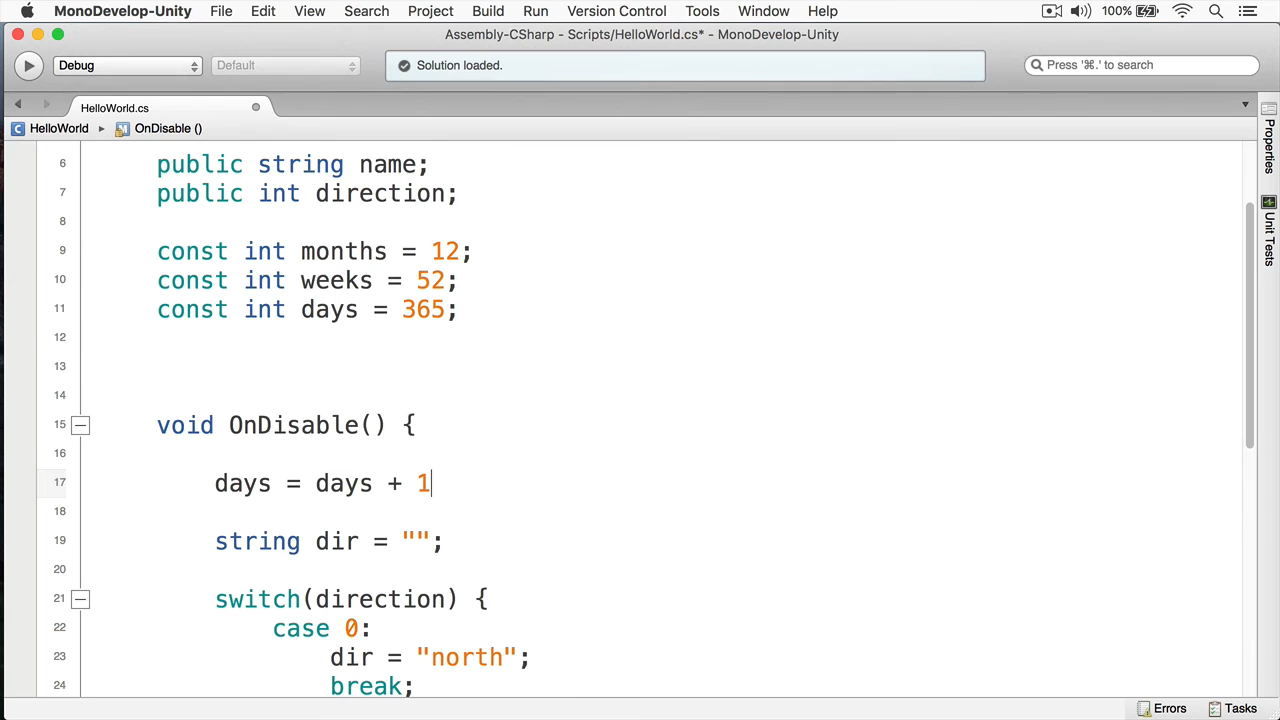 MonoDevelop-Unity File Edit View Search Project Build Run Version Control Tools Window Help 100%
Assembly-CSharp - Scripts/HelloWorld.cs* - MonoDevelop-Unity
Debug Default Solution loaded. Press '⌘.' to search
HelloWorld.cs
HelloWorld ▸ OnDisable ()
6 public string name;
7 public int direction;
8
9 const int months = 12;
10 const int weeks = 52;
11 const int days = 365;
12
13
14
15 void OnDisable() {
16
17 days = days + 1
18
19 string dir = "";
20
21 switch(direction) {
22 case 0:
23 dir = "north";
24 break;
Properties
Unit Tests
Errors Tasks